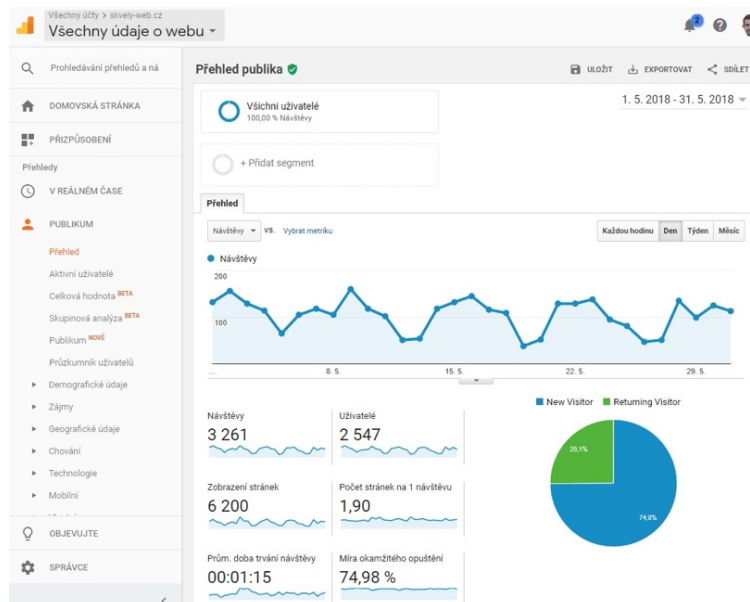 Všechny účty > skvely-web.cz
Všechny údaje o webu
2
Prohledávání přehledů a ná
Přehled publika
ULOŽIT
EXPORTOVAT
SDÍLET
DOMOVSKÁ STRÁNKA
PŘIZPŮSOBENÍ
Přehledy
V REÁLNÉM ČASE
PUBLIKUM
Přehled
Aktivní uživatelé
Celková hodnota BETA
Skupinová analýza BETA
Publikum NOVÉ
Průzkumník uživatelů
Demografické údaje
Zájmy
Geografické údaje
Chování
Technologie
Mobilní
OBJEVUJTE
SPRÁVCE
Všichni uživatelé
100,00 % Návštěvy
1. 5. 2018 - 31. 5. 2018
+ Přidat segment
Přehled
Návštěvy
VS.
Vybrat metriku
Každou hodinu
Den
Týden
Měsíc
Návštěvy
200
100
...
8. 5.
15. 5.
22. 5.
29. 5.
Návštěvy
3 261
Uživatelé
2 547
Zobrazení stránek
6 200
Počet stránek na 1 návštěvu
1,90
Prům. doba trvání návštěvy
00:01:15
Míra okamžitého opuštění
74,98 %
New Visitor
Returning Visitor
25,1%
74,9%